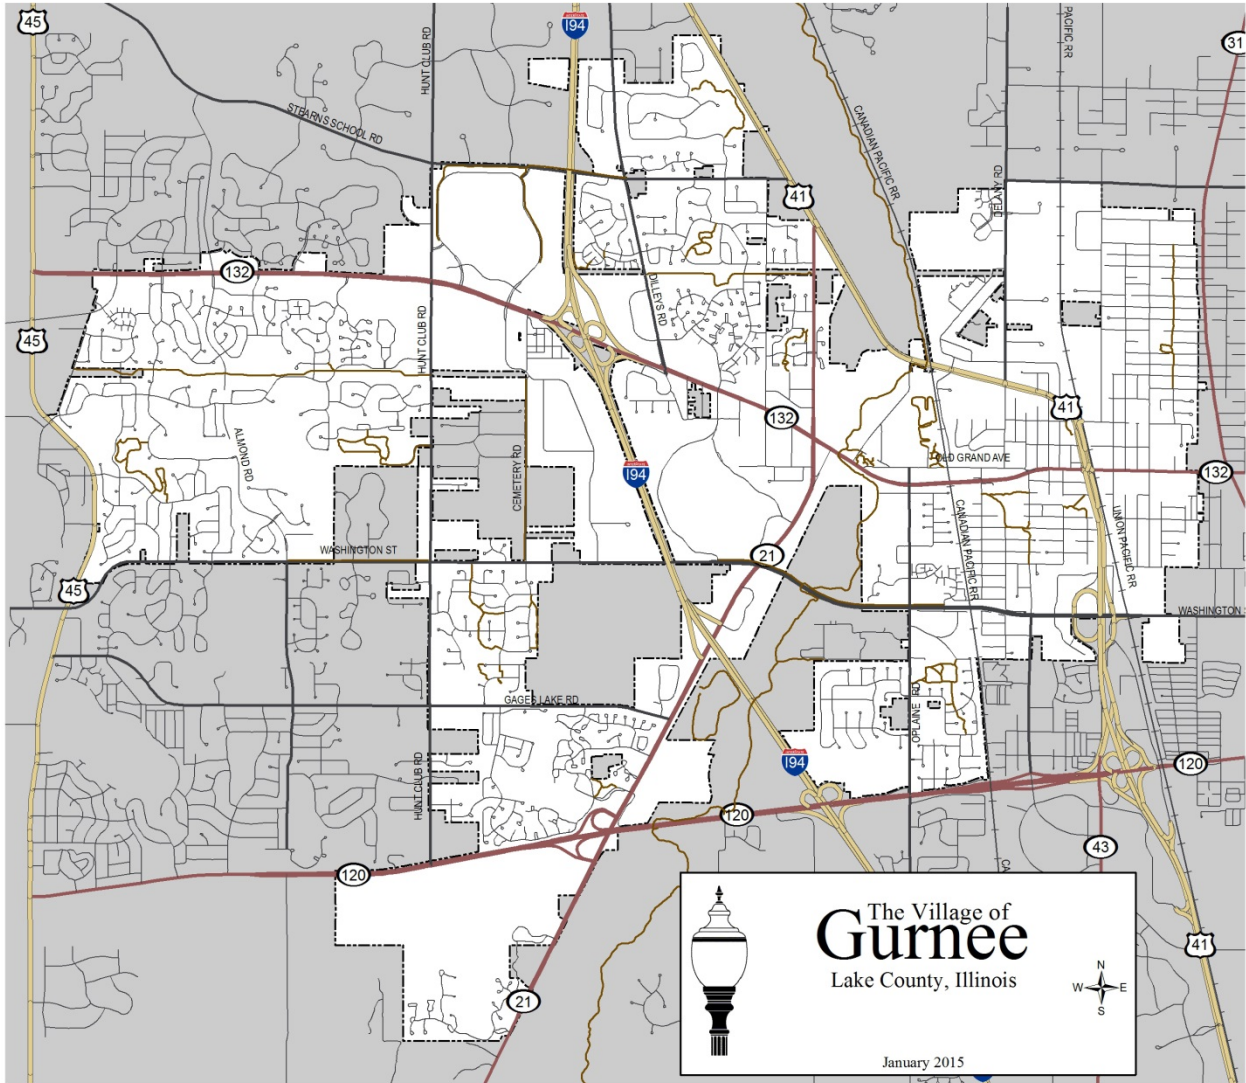 45
I94
HUNT CLUB RD
PACIFIC RR
31
STEARNS SCHOOL RD
CANADIAN PACIFIC RR
41
DELANY RD
132
DILLEYS RD
45
HUNT CLUB RD
41
132
ALMOND RD
CEMETERY RD
I94
OLD GRAND AVE
132
CANADIAN PACIFIC RR
UNION PACIFIC RR
WASHINGTON ST
21
45
WASHINGTON
GAGES LAKE RD
OPLAINE RD
HUNT CLUB RD
I94
120
120
43
120
CA
The Village of
Gurnee
Lake County, Illinois
N
W E
S
41
21
January 2015